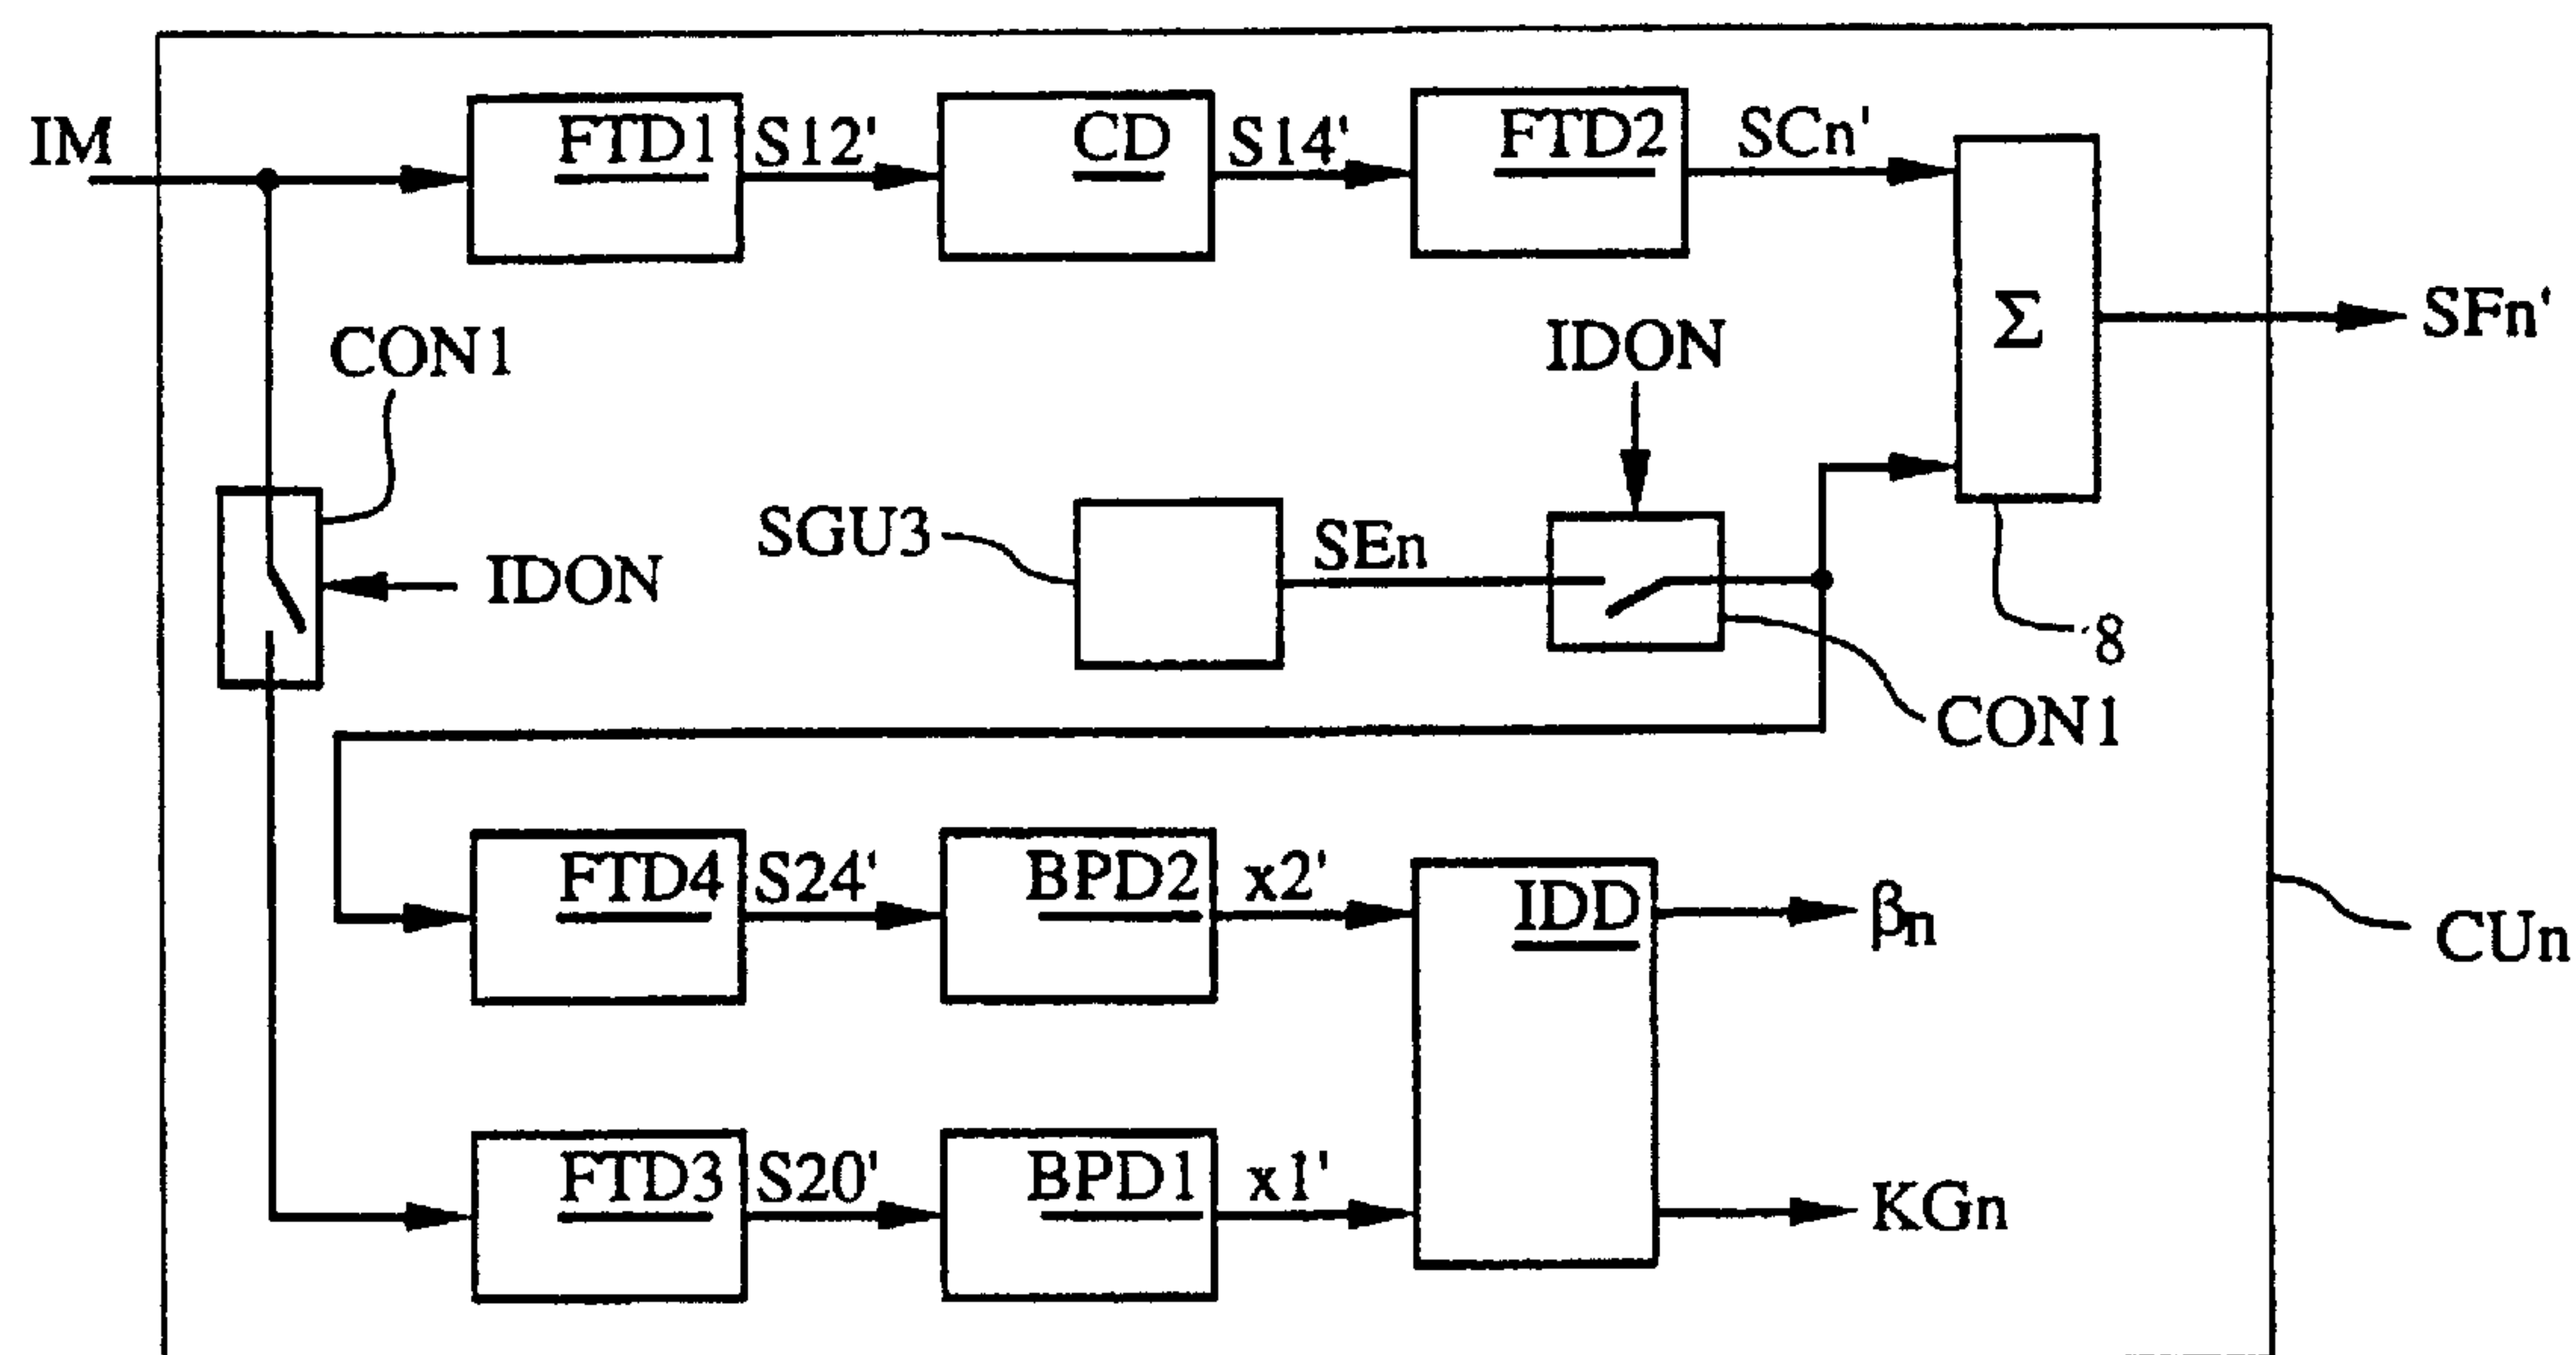 IM
FTD1
S12'
CD
S14'
FTD2
SCn'
Σ
SFn'
CON1
IDON
IDON
SGU3
SEn
8
CON1
FTD4
S24'
BPD2
x2'
IDD
βn
CUn
FTD3
S20'
BPD1
x1'
KGn